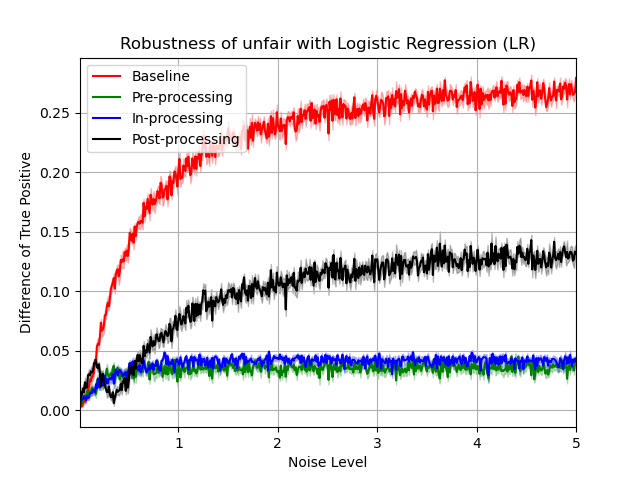 Robustness of unfair with Logistic Regression (LR)
Baseline
Pre-processing
In-processing
Post-processing
Difference of True Positive
0.25
0.20
0.15
0.10
0.05
0.00
1
2
3
4
5
Noise Level